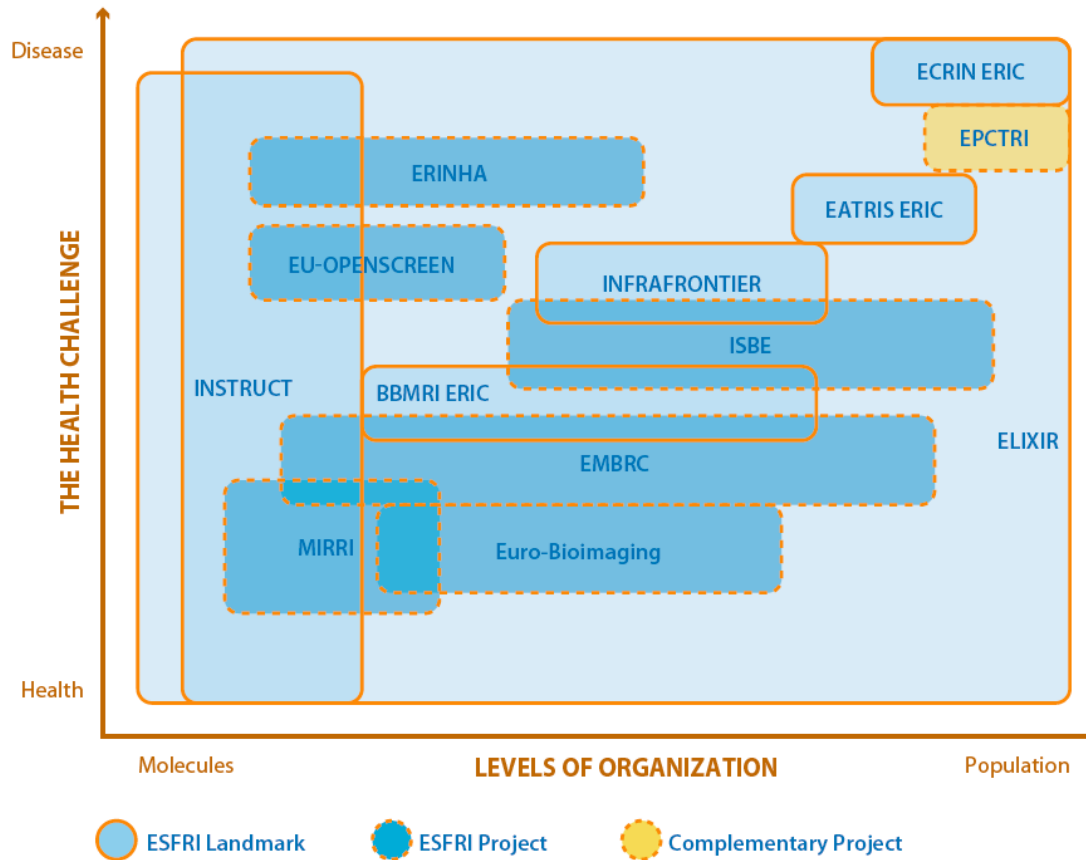 Disease
ECRIN ERIC
EPCTRI
ERINHA
EATRIS ERIC
EU-OPENSCREEN
INFRAFRONTIER
ISBE
INSTRUCT
BBMRI ERIC
ELIXIR
EMBRC
MIRRI
Euro-Bioimaging
THE HEALTH CHALLENGE
Health
Molecules
LEVELS OF ORGANIZATION
Population
ESFRI Landmark
ESFRI Project
Complementary Project